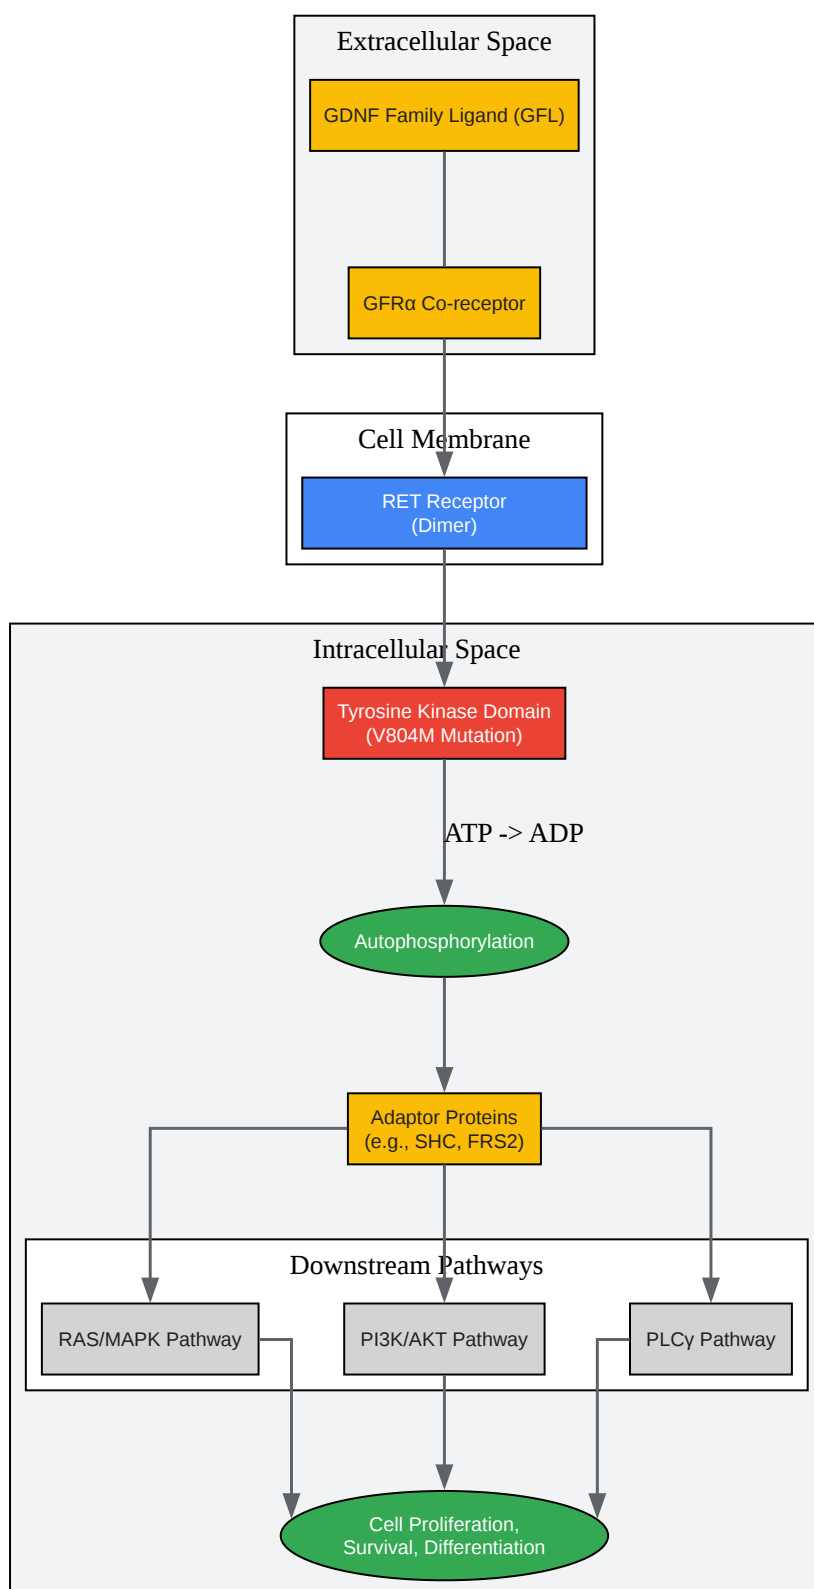 Extracellular Space
GDNF Family Ligand (GFL)
GFRα Co-receptor
Cell Membrane
RET Receptor
(Dimer)
Intracellular Space
Tyrosine Kinase Domain
(V804M Mutation)
ATP -> ADP
Autophosphorylation
Adaptor Proteins
(e.g., SHC, FRS2)
Downstream Pathways
RAS/MAPK Pathway
PI3K/AKT Pathway
PLCγ Pathway
Cell Proliferation,
Survival, Differentiation